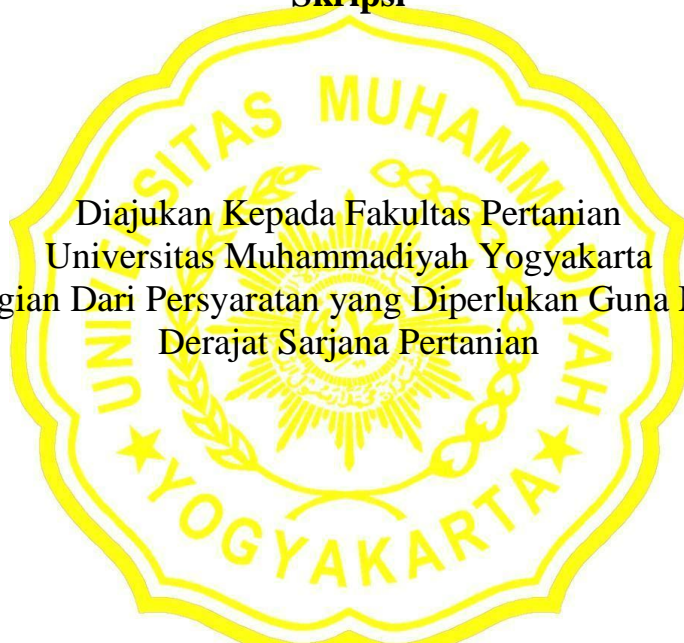 Skripsi
UNIVERSITAS MUHAMMADIYAH
Diajukan Kepada Fakultas Pertanian
Universitas Muhammadiyah Yogyakarta
gian Dari Persyaratan yang Diperlukan Guna
Derajat Sarjana Pertanian
YOGYAKARTA